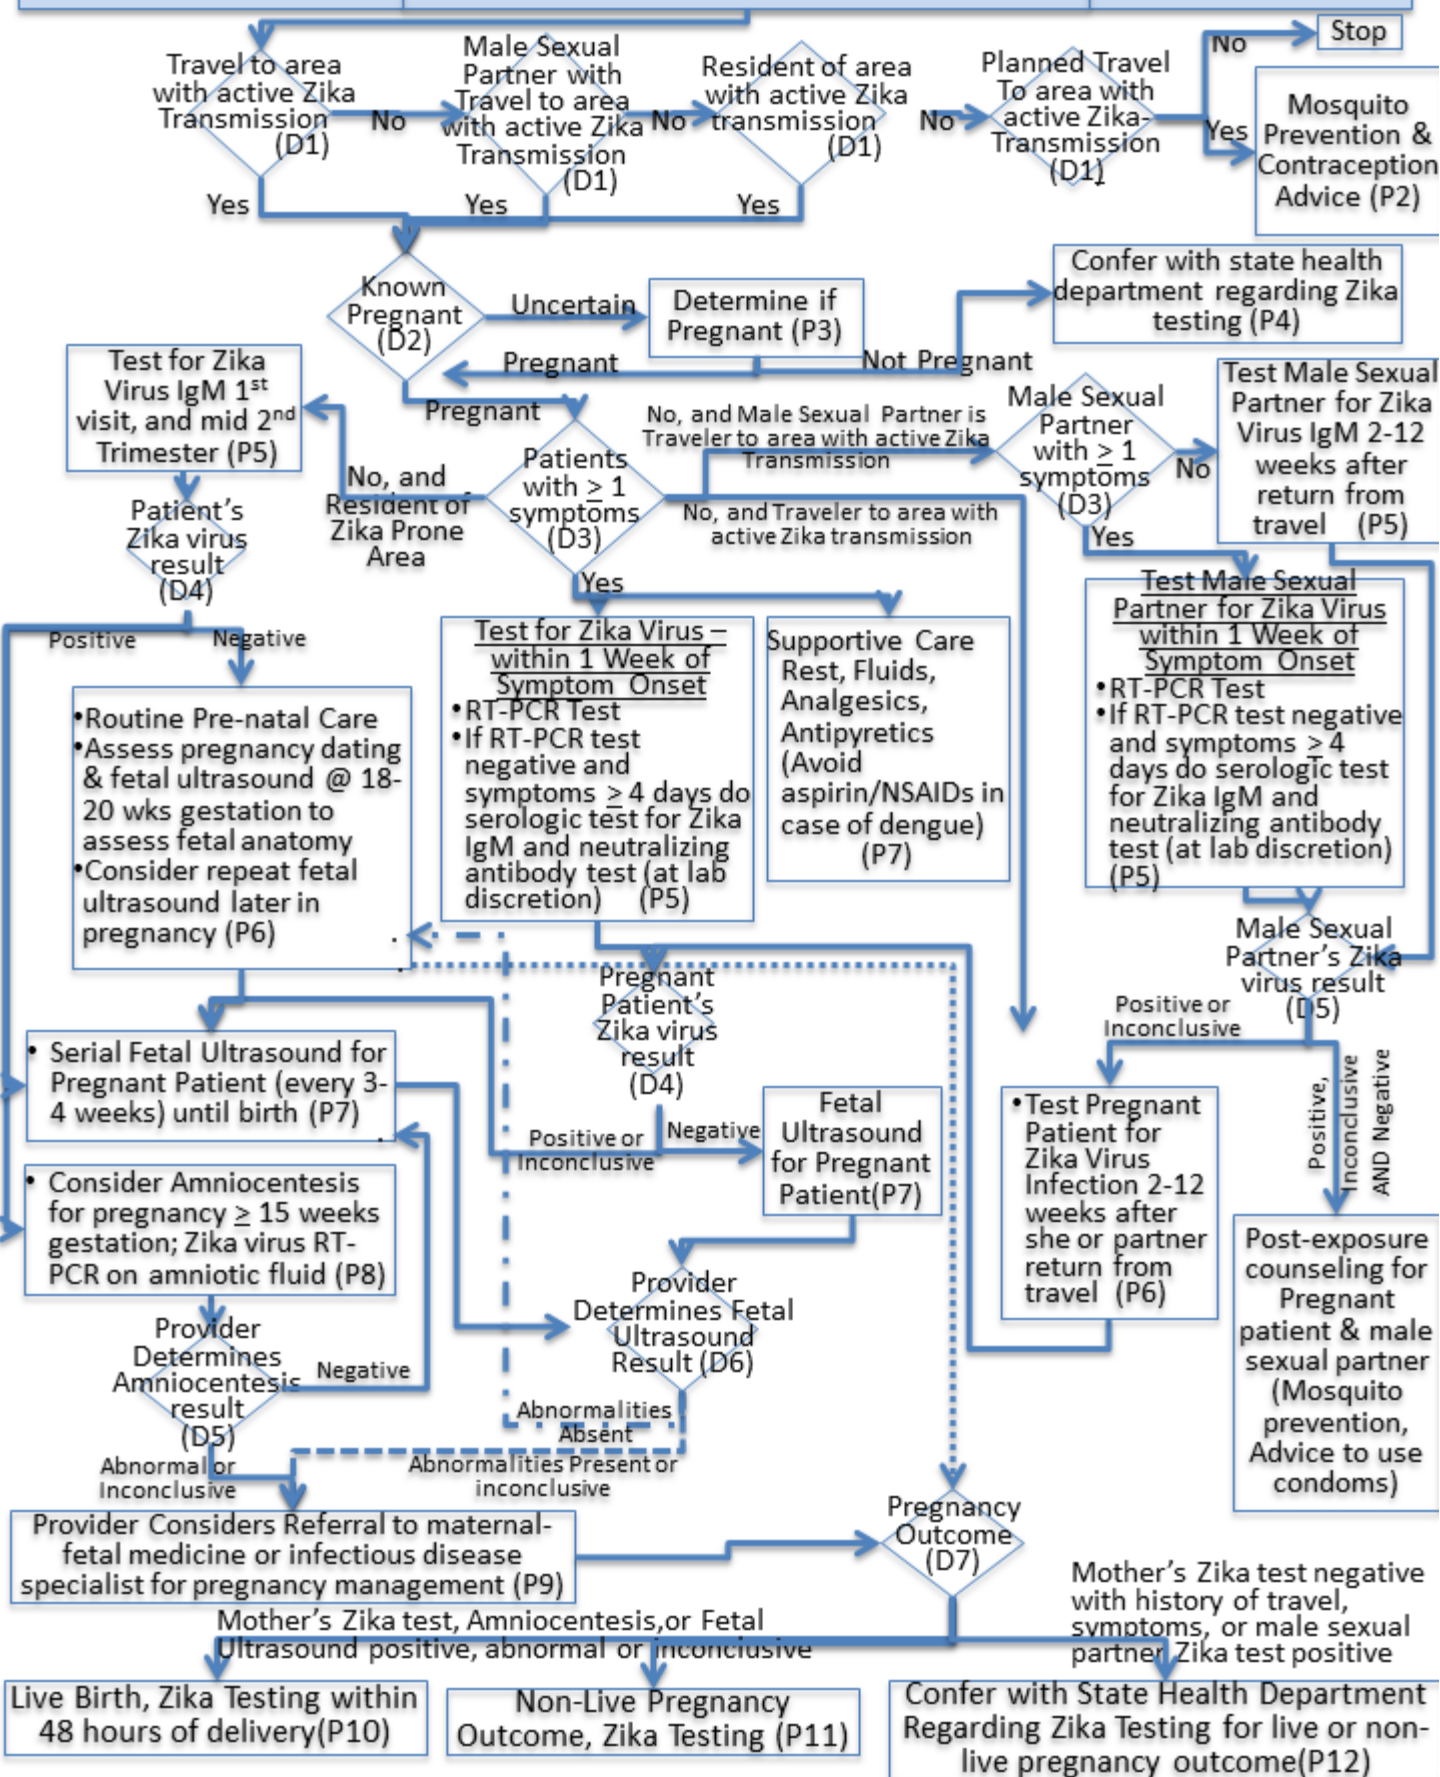 Travel to area
with active Zika
Transmission
(D1)
No
Male Sexual
Partner with
Travel to area
with active Zika
Transmission
(D1)
No
Resident of area
with active Zika
transmission
(D1)
No
Planned Travel
To area with
active Zika-
Transmission
(D1)
No
Stop
Yes
Mosquito
Prevention &
Contraception
Advice (P2)
Yes
Yes
Yes
Known
Pregnant
(D2)
Uncertain
Determine if
Pregnant (P3)
Confer with state health
department regarding Zika
testing (P4)
Pregnant
Not Pregnant
Pregnant
Test for Zika
Virus IgM 1st
visit, and mid 2nd
Trimester (P5)
No, and
Resident of
Zika Prone
Area
Patients
with ≥ 1
symptoms
(D3)
No, and Male Sexual Partner is
Traveler to area with active Zika
Transmission
No, and Traveler to area with
active Zika transmission
Male Sexual
Partner
with ≥ 1
symptoms
(D3)
No
Test Male Sexual
Partner for Zika
Virus IgM 2-12
weeks after
return from
travel (P5)
Yes
Patient's
Zika virus
result
(D4)
Positive
Negative
Yes
Test for Zika Virus –
within 1 Week of
Symptom Onset
•RT-PCR Test
•If RT-PCR test
negative and
symptoms ≥ 4 days do
serologic test for Zika
IgM and neutralizing
antibody test (at lab
discretion) (P5)
Supportive Care
Rest, Fluids,
Analgesics,
Antipyretics
(Avoid
aspirin/NSAIDs in
case of dengue)
(P7)
Test Male Sexual
Partner for Zika Virus
within 1 Week of
Symptom Onset
•RT-PCR Test
•If RT-PCR test negative
and symptoms ≥ 4
days do serologic test
for Zika IgM and
neutralizing antibody
test (at lab discretion)
(P5)
•Routine Pre-natal Care
•Assess pregnancy dating
& fetal ultrasound @ 18-
20 wks gestation to
assess fetal anatomy
•Consider repeat fetal
ultrasound later in
pregnancy (P6)
Pregnant
Patient's
Zika virus
result
(D4)
Male Sexual
Partner's Zika
virus result
(D5)
Positive or
Inconclusive
Positive,
Inconclusive
AND Negative
• Serial Fetal Ultrasound for
Pregnant Patient (every 3-
4 weeks) until birth (P7)
Positive or
Inconclusive
Negative
Fetal
Ultrasound
for Pregnant
Patient(P7)
•Test Pregnant
Patient for
Zika Virus
Infection 2-12
weeks after
she or partner
return from
travel (P6)
Post-exposure
counseling for
Pregnant
patient & male
sexual partner
(Mosquito
prevention,
Advice to use
condoms)
• Consider Amniocentesis
for pregnancy ≥ 15 weeks
gestation; Zika virus RT-
PCR on amniotic fluid (P8)
Provider
Determines
Amniocentesis
result
(D5)
Negative
Provider
Determines Fetal
Ultrasound
Result (D6)
Abnormalities
Absent
Abnormalities Present or
inconclusive
Abnormal or
Inconclusive
Provider Considers Referral to maternal-
fetal medicine or infectious disease
specialist for pregnancy management (P9)
Pregnancy
Outcome
(D7)
Mother's Zika test, Amniocentesis,or Fetal
Ultrasound positive, abnormal or inconclusive
Mother's Zika test negative
with history of travel,
symptoms, or male sexual
partner Zika test positive
Live Birth, Zika Testing within
48 hours of delivery(P10)
Non-Live Pregnancy
Outcome, Zika Testing (P11)
Confer with State Health Department
Regarding Zika Testing for live or non-
live pregnancy outcome(P12)